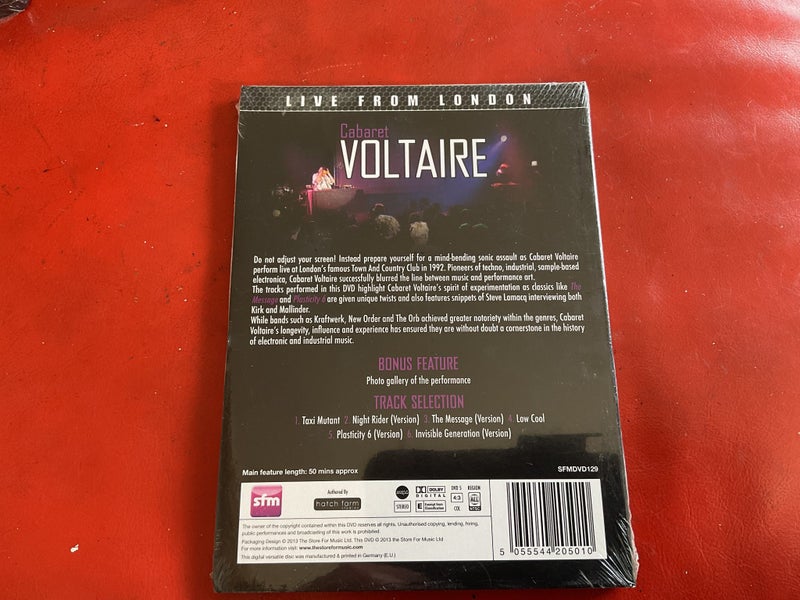 LIVE FROM LONDON
Cabaret
VOLTAIRE
Do not adjust your screen! Instead prepare yourself for a mind-bending sonic assault as Cabaret Voltaire
perform live at London's famous Town And Country Club in 1992. Pioneers of techno, industrial, sample-based
electronica, Cabaret Voltaire successfully blurred the line between music and performance art.
The tracks performed in this DVD highlight Cabaret Voltaire's spirit of experimentation as classics like The
Message and Plasticity 6 are given unique twists and also features snippets of Steve Lamacq interviewing both
Kirk and Mallinder.
While bands such as Kraftwerk, New Order and The Orb achieved greater notoriety within the genres, Cabaret
Voltaire's longevity, influence and experience has ensured they are without doubt a cornerstone in the history
of electronic and industrial music.
BONUS FEATURE
Photo gallery of the performance
TRACK SELECTION
1. Taxi Mutant 2. Night Rider (Version) 3. The Message (Version) 4. Low Cool
5. Plasticity 6 (Version) 6. Invisible Generation (Version)
Main feature length: 50 mins approx
SFMDVD129
sfm
Authored By
hatch farm
STEREO
DOLBY
DIGITAL
E Exempt from Classification
DVD 5
4:3
COL
REGION
ALL
NTSC
The owner of the copyright contained within this DVD reserves all rights. Unauthorised copying, lending, hiring,
public performances and broadcasting of this work is prohibited.
Packaging Design © 2013 The Store For Music Ltd. This DVD © 2013 the Store For Music Ltd
For more information visit: www.thestoreformusic.com
This digital versatile disc was manufactured & printed in Germany (E.U.)
5 055544 205010